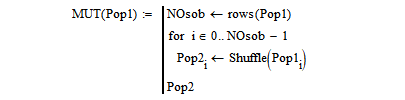 MUT(Pop1) := NOsob ← rows(Pop1)
for i ∈ 0.. NOsob − 1
Pop2i ← Shuffle(Pop1i)
Pop2